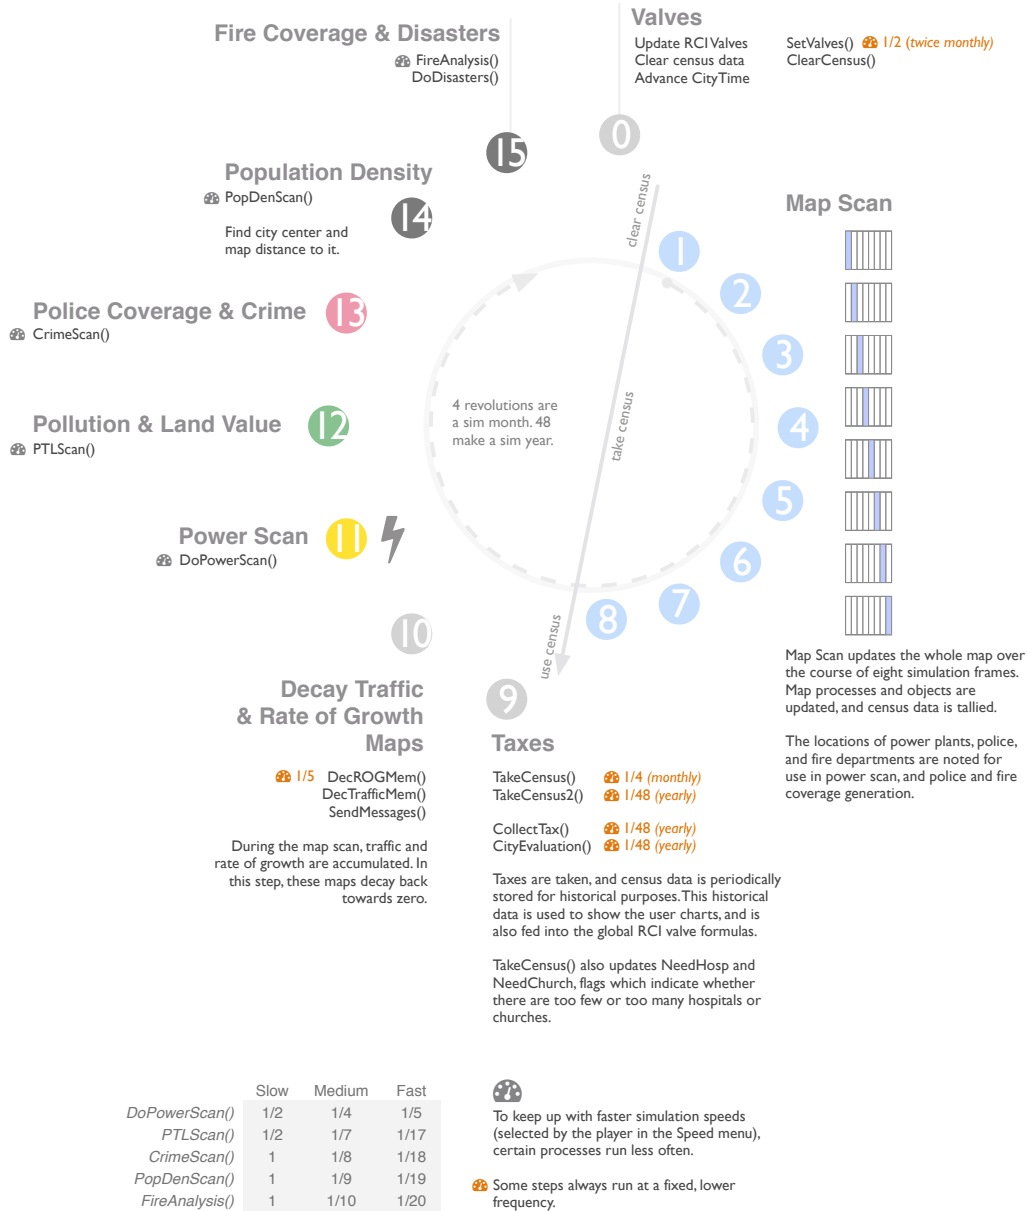 Valves
Update RCI Valves
Clear census data
Advance CityTime
SetValves() 1/2 (twice monthly)
ClearCensus()
Fire Coverage & Disasters
FireAnalysis()
DoDisasters()
15
0
Population Density
PopDenScan()
Find city center and
map distance to it.
14
clear census
Map Scan
1
2
3
4
5
6
7
8
Police Coverage & Crime
CrimeScan()
13
4 revolutions are
a sim month. 48
make a sim year.
take census
Pollution & Land Value
PTLScan()
12
Power Scan
DoPowerScan()
11
use census
Map Scan updates the whole map over
the course of eight simulation frames.
Map processes and objects are
updated, and census data is tallied.
The locations of power plants, police,
and fire departments are noted for
use in power scan, and police and fire
coverage generation.
10
Decay Traffic
& Rate of Growth
Maps
1/5 DecROGMem()
DecTrafficMem()
SendMessages()
During the map scan, traffic and
rate of growth are accumulated. In
this step, these maps decay back
towards zero.
9
Taxes
TakeCensus() 1/4 (monthly)
TakeCensus2() 1/48 (yearly)
CollectTax() 1/48 (yearly)
CityEvaluation() 1/48 (yearly)
Taxes are taken, and census data is periodically
stored for historical purposes. This historical
data is used to show the user charts, and is
also fed into the global RCI valve formulas.
TakeCensus() also updates NeedHosp and
NeedChurch, flags which indicate whether
there are too few or too many hospitals or
churches.
Slow Medium Fast
DoPowerScan() 1/2 1/4 1/5
PTLScan() 1/2 1/7 1/17
CrimeScan() 1 1/8 1/18
PopDenScan() 1 1/9 1/19
FireAnalysis() 1 1/10 1/20
To keep up with faster simulation speeds
(selected by the player in the Speed menu),
certain processes run less often.
Some steps always run at a fixed, lower
frequency.